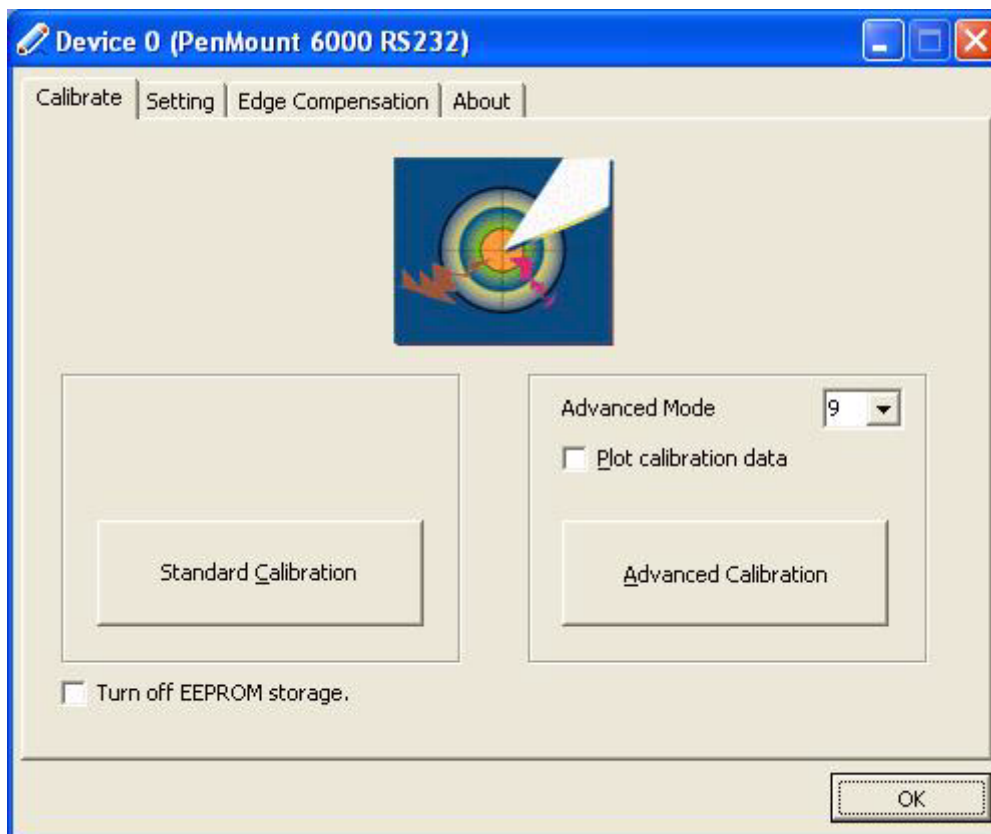 Device 0 (PenMount 6000 RS232)
Calibrate Setting Edge Compensation About
Advanced Mode 9
Plot calibration data
Standard Calibration
Advanced Calibration
Turn off EEPROM storage.
OK